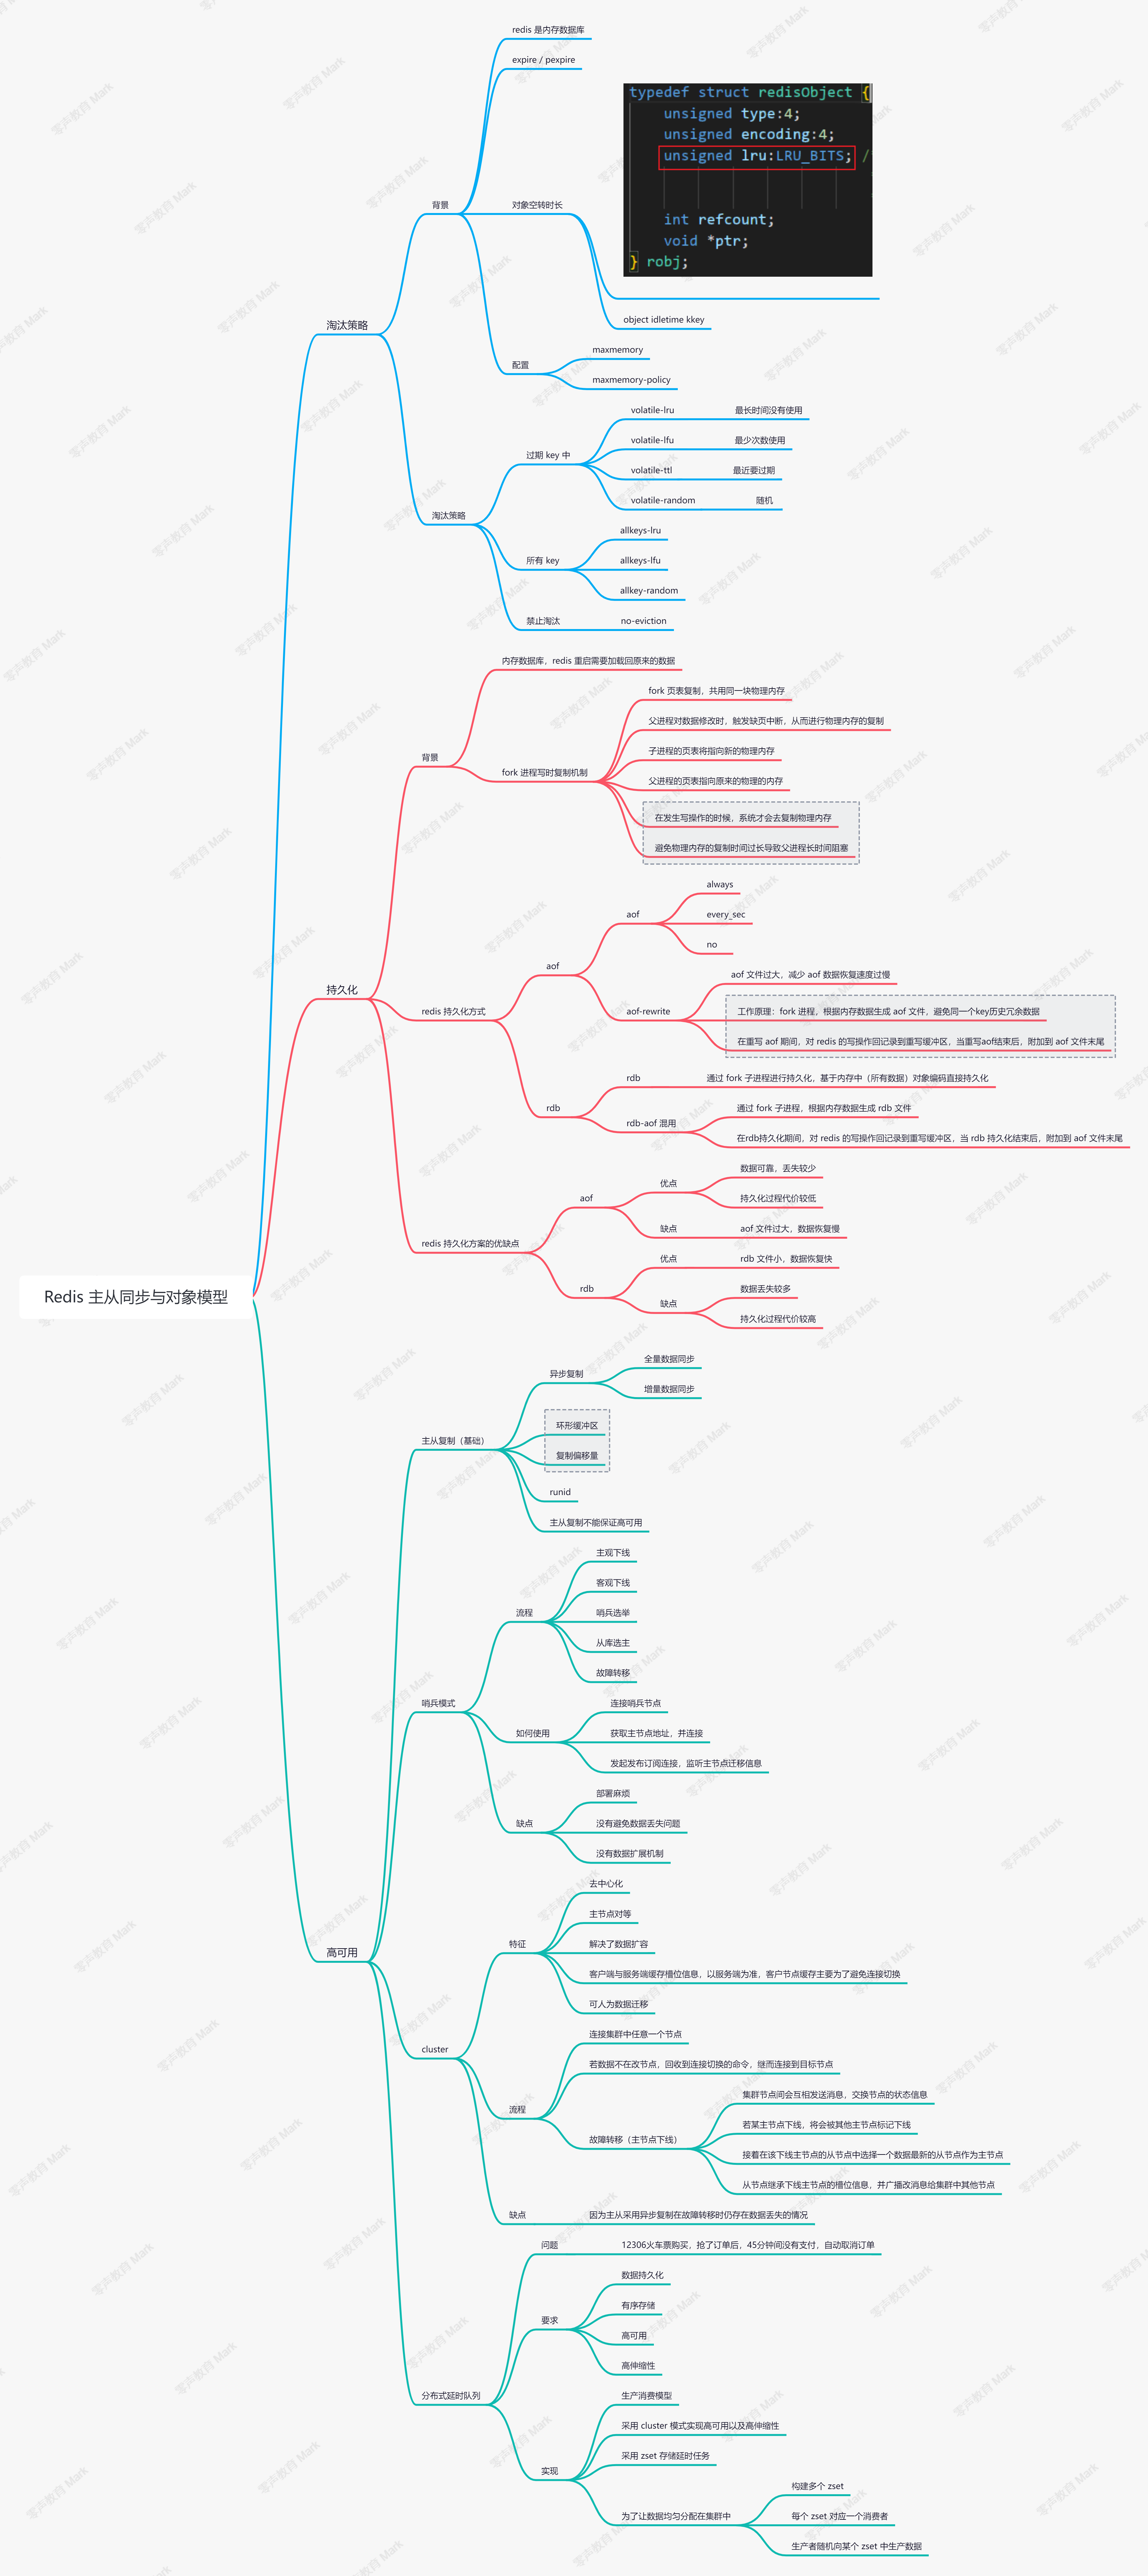 Redis 主从同步与对象模型
淘汰策略
背景
redis 是内存数据库
expire / pexpire
对象空转时长
typedef struct redisObject {
unsigned type:4;
unsigned encoding:4;
unsigned lru:LRU_BITS; /
int refcount;
void *ptr;
} robj;
object idletime kkey
配置
maxmemory
maxmemory-policy
淘汰策略
过期 key 中
volatile-lru 最长时间没有使用
volatile-lfu 最少次数使用
volatile-ttl 最近要过期
volatile-random 随机
所有 key
allkeys-lru
allkeys-lfu
allkey-random
禁止淘汰 no-eviction
持久化
背景
内存数据库，redis 重启需要加载回原来的数据
fork 进程写时复制机制
fork 页表复制，共用同一块物理内存
父进程对数据修改时，触发缺页中断，从而进行物理内存的复制
子进程的页表将指向新的物理内存
父进程的页表指向原来的物理的内存
在发生写操作的时候，系统才会去复制物理内存
避免物理内存的复制时间过长导致父进程长时间阻塞
redis 持久化方式
aof
aof
always
every_sec
no
aof-rewrite
aof 文件过大，减少 aof 数据恢复速度过慢
工作原理：fork 进程，根据内存数据生成 aof 文件，避免同一个key历史冗余数据
在重写 aof 期间，对 redis 的写操作回记录到重写缓冲区，当重写aof结束后，附加到 aof 文件末尾
rdb
rdb 通过 fork 子进程进行持久化，基于内存中（所有数据）对象编码直接持久化
rdb-aof 混用
通过 fork 子进程，根据内存数据生成 rdb 文件
在rdb持久化期间，对 redis 的写操作回记录到重写缓冲区，当 rdb 持久化结束后，附加到 aof 文件末尾
redis 持久化方案的优缺点
aof
优点
数据可靠，丢失较少
持久化过程代价较低
缺点 aof 文件过大，数据恢复慢
rdb
优点 rdb 文件小，数据恢复快
缺点
数据丢失较多
持久化过程代价较高
高可用
主从复制（基础）
异步复制
全量数据同步
增量数据同步
环形缓冲区
复制偏移量
runid
主从复制不能保证高可用
哨兵模式
流程
主观下线
客观下线
哨兵选举
从库选主
故障转移
如何使用
连接哨兵节点
获取主节点地址，并连接
发起发布订阅连接，监听主节点迁移信息
缺点
部署麻烦
没有避免数据丢失问题
没有数据扩展机制
cluster
特征
去中心化
主节点对等
解决了数据扩容
客户端与服务端缓存槽位信息，以服务端为准，客户节点缓存主要为了避免连接切换
可人为数据迁移
流程
连接集群中任意一个节点
若数据不在改节点，回收到连接切换的命令，继而连接到目标节点
故障转移（主节点下线）
集群节点间会互相发送消息，交换节点的状态信息
若某主节点下线，将会被其他主节点标记下线
接着在该下线主节点的从节点中选择一个数据最新的从节点作为主节点
从节点继承下线主节点的槽位信息，并广播改消息给集群中其他节点
缺点 因为主从采用异步复制在故障转移时仍存在数据丢失的情况
分布式延时队列
问题 12306火车票购买，抢了订单后，45分钟间没有支付，自动取消订单
要求
数据持久化
有序存储
高可用
高伸缩性
实现
生产消费模型
采用 cluster 模式实现高可用以及高伸缩性
采用 zset 存储延时任务
为了让数据均匀分配在集群中
构建多个 zset
每个 zset 对应一个消费者
生产者随机向某个 zset 中生产数据
零声教育 Mark